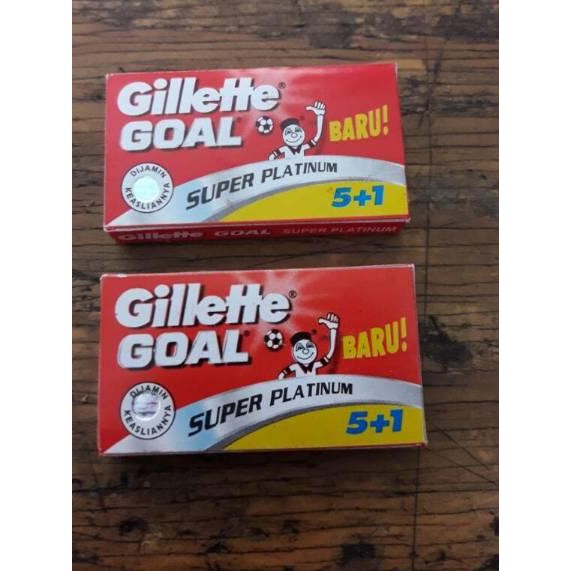 Gillette®
GOAL
BARU!
DIJAMIN
KEASLIANNYA
SUPER PLATINUM
5+1
Gillette GOAL SUPER PLATINUM
Gillette®
GOAL
BARU!
DIJAMIN
KEASLIANNYA
SUPER PLATINUM
5+1